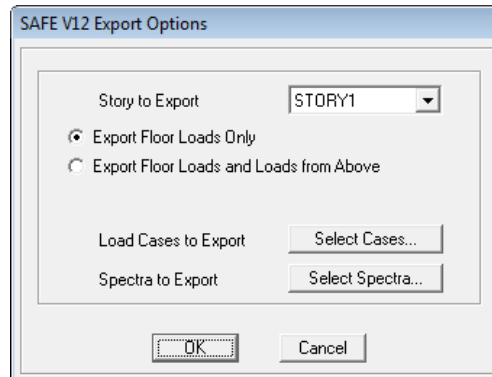 SAFE V12 Export Options
Story to Export STORY1
Export Floor Loads Only
Export Floor Loads and Loads from Above
Load Cases to Export Select Cases...
Spectra to Export Select Spectra...
OK Cancel